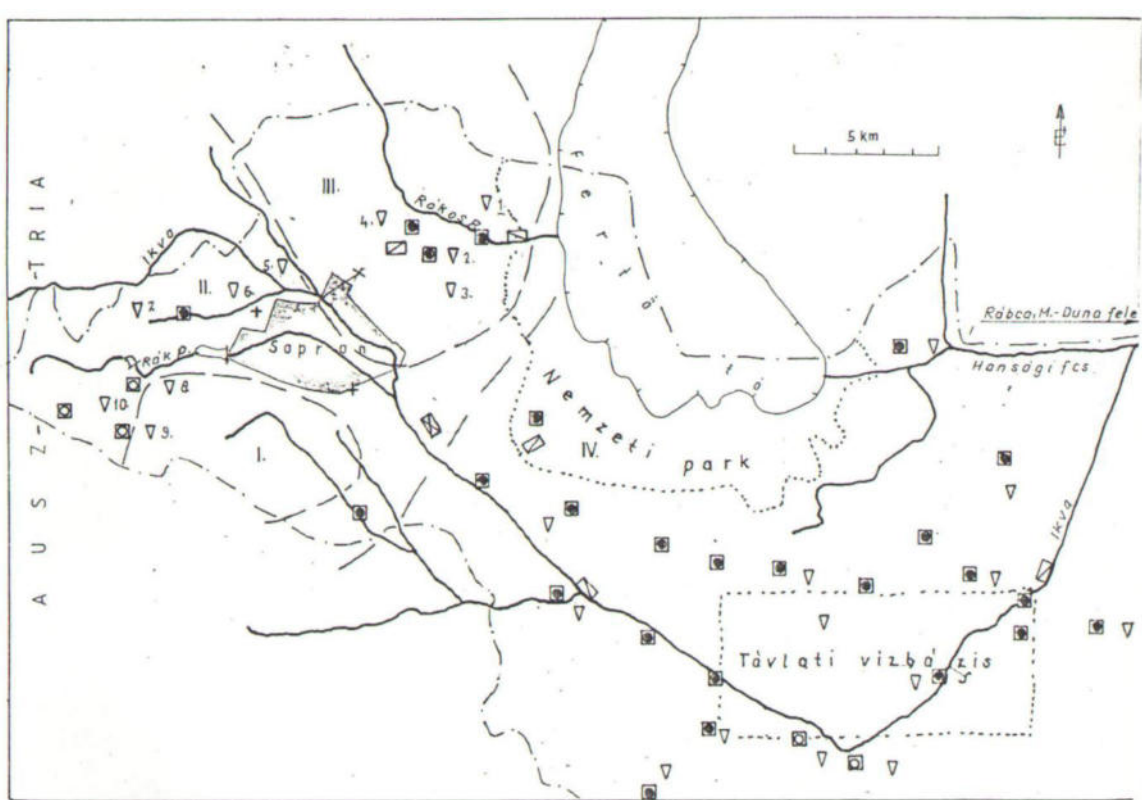 5 km
É
III.
Rákos p.
1.
4.
2.
3.
Fertő
tó
Ikva
II.
5.
6.
7.
Sopron
Rák p.
8.
10.
9.
I.
IV.
Nemzeti
park
Rábca, M.-Duna felé
Hansági fcs.
Ikva
Távlati vízbázis
AUSZ-
TRIA